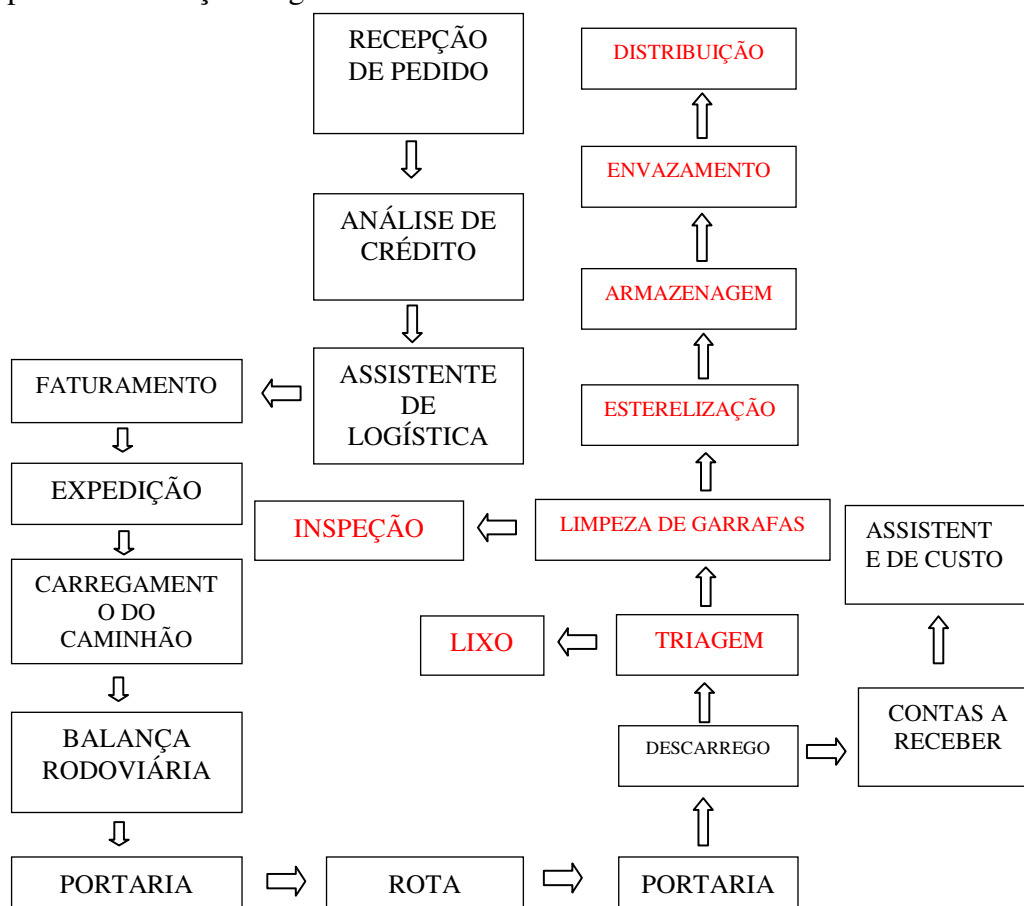 RECEPÇÃO
DE PEDIDO
ANÁLISE DE
CRÉDITO
ASSISTENTE
DE
LOGÍSTICA
FATURAMENTO
EXPEDIÇÃO
CARREGAMENT
O DO
CAMINHÃO
BALANÇA
RODOVIÁRIA
PORTARIA
ROTA
PORTARIA
DESCARREGO
CONTAS A
RECEBER
ASSISTENT
E DE CUSTO
TRIAGEM
LIXO
LIMPEZA DE GARRAFAS
INSPEÇÃO
ESTERELIZAÇÃO
ARMAZENAGEM
ENVAZAMENTO
DISTRIBUIÇÃO